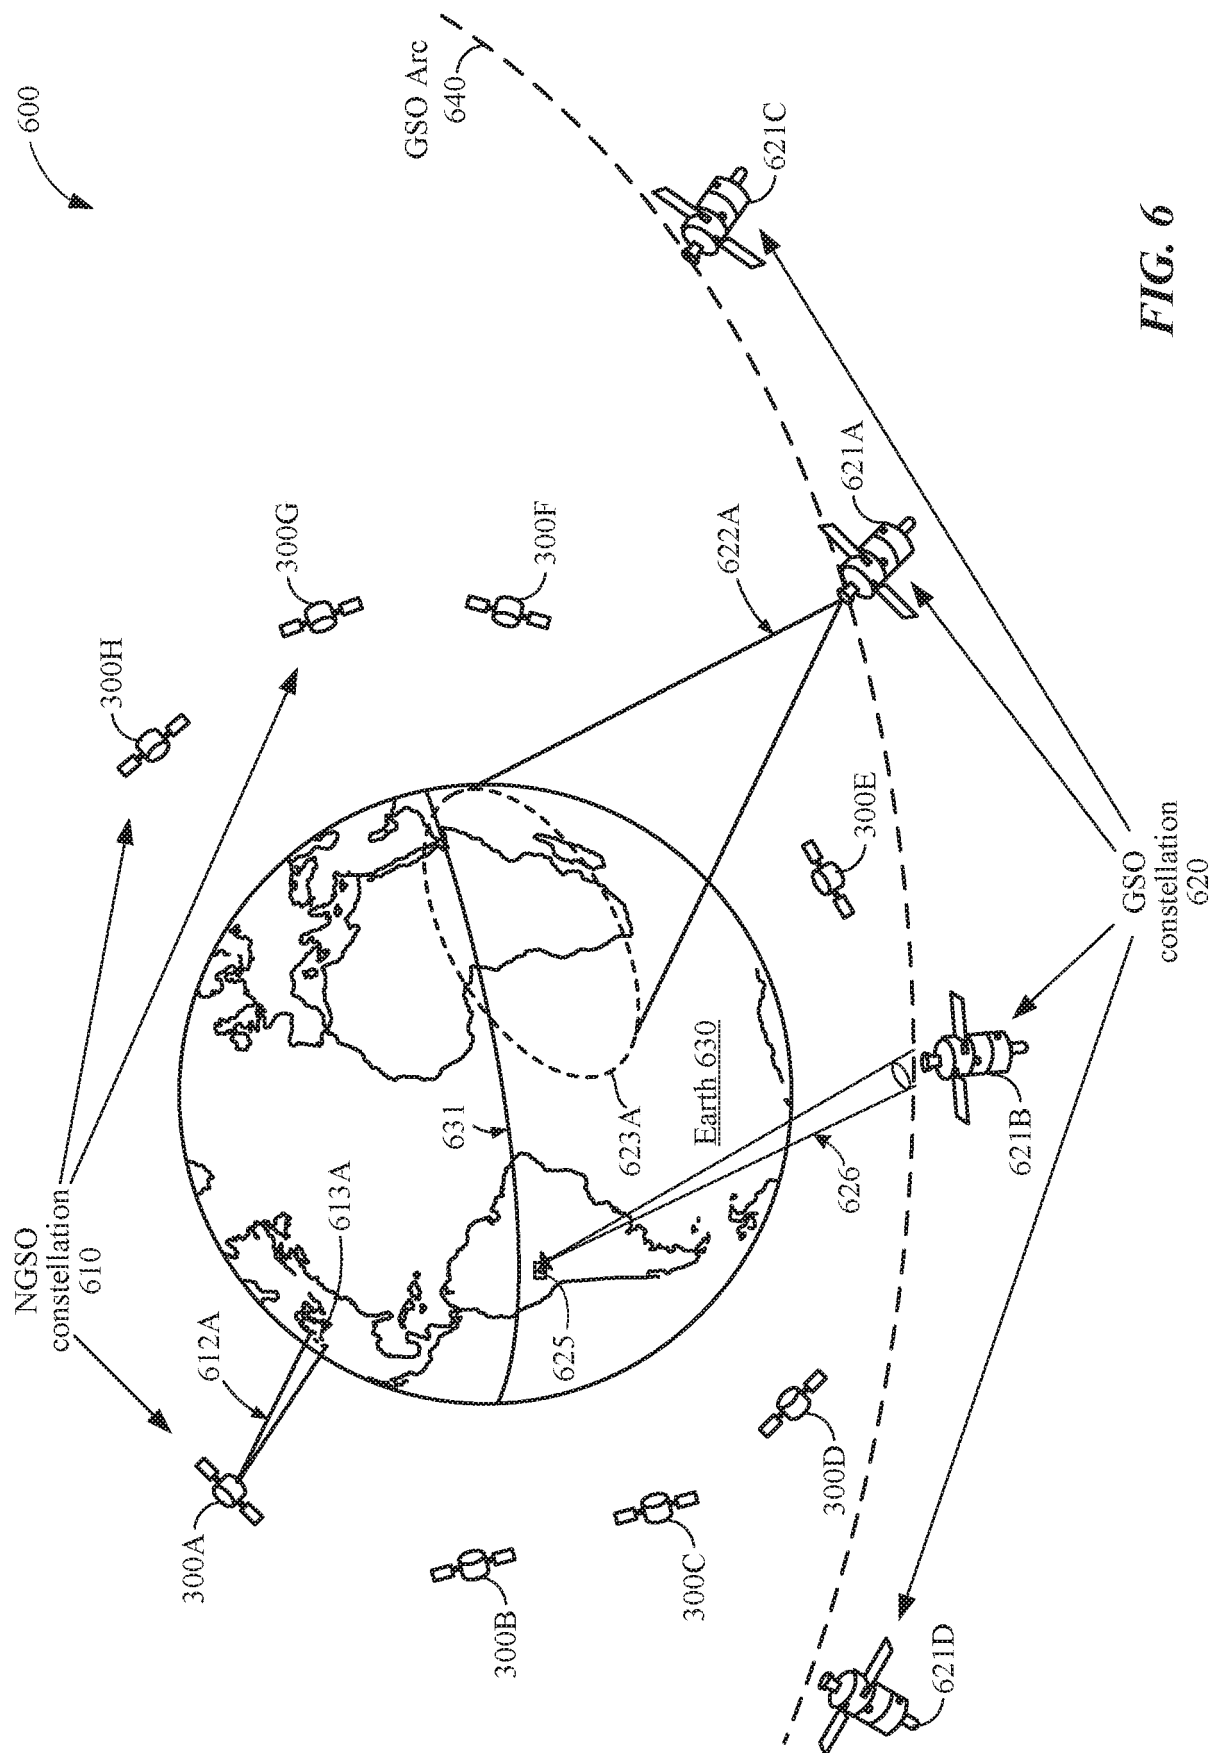 600
NGSO
constellation
610
300H
300G
300F
GSO Arc
640
300A
612A
613A
631
622A
621A
621C
300B
300C
625
623A
Earth 630
300D
626
300E
621D
621B
GSO
constellation
620
FIG. 6